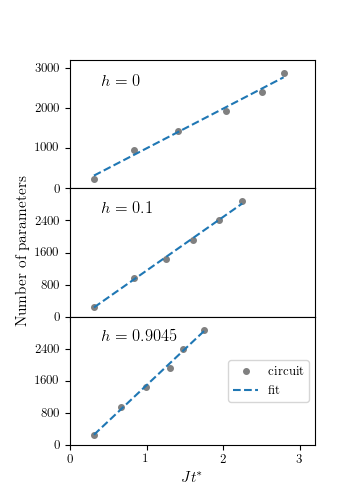 3000
h = 0
2000
1000
0
h = 0.1
2400
1600
800
0
h = 0.9045
2400
1600
800
0
circuit
fit
0 1 2 3
Jt*
Number of parameters